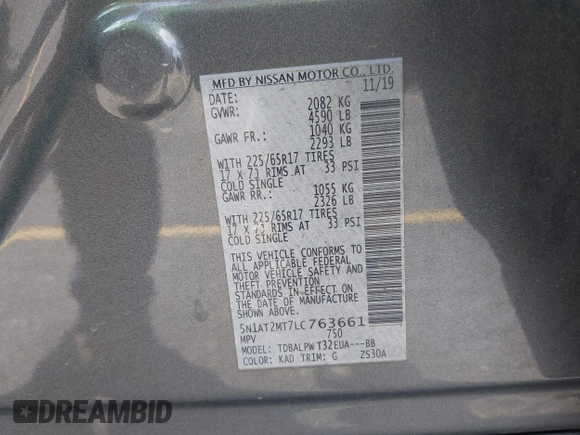 MFD BY NISSAN MOTOR CO., LTD.
DATE: 11/19
GVWR: 2082 KG
4590 LB
GAWR FR.: 1040 KG
2293 LB
WITH 225/65R17 TIRES
17 X 7J RIMS AT 33 PSI
COLD SINGLE
GAWR RR.: 1055 KG
2326 LB
WITH 225/65R17 TIRES
17 X 7J RIMS AT 33 PSI
COLD SINGLE
THIS VEHICLE CONFORMS TO
ALL APPLICABLE FEDERAL
MOTOR VEHICLE SAFETY AND
THEFT PREVENTION
STANDARDS IN EFFECT ON
THE DATE OF MANUFACTURE
SHOWN ABOVE.
5N1AT2MT7LC763661
MPV 750
MODEL: TDBALPW T32EUA---BB
COLOR: KAD TRIM: G ZS30A
DREAMBID